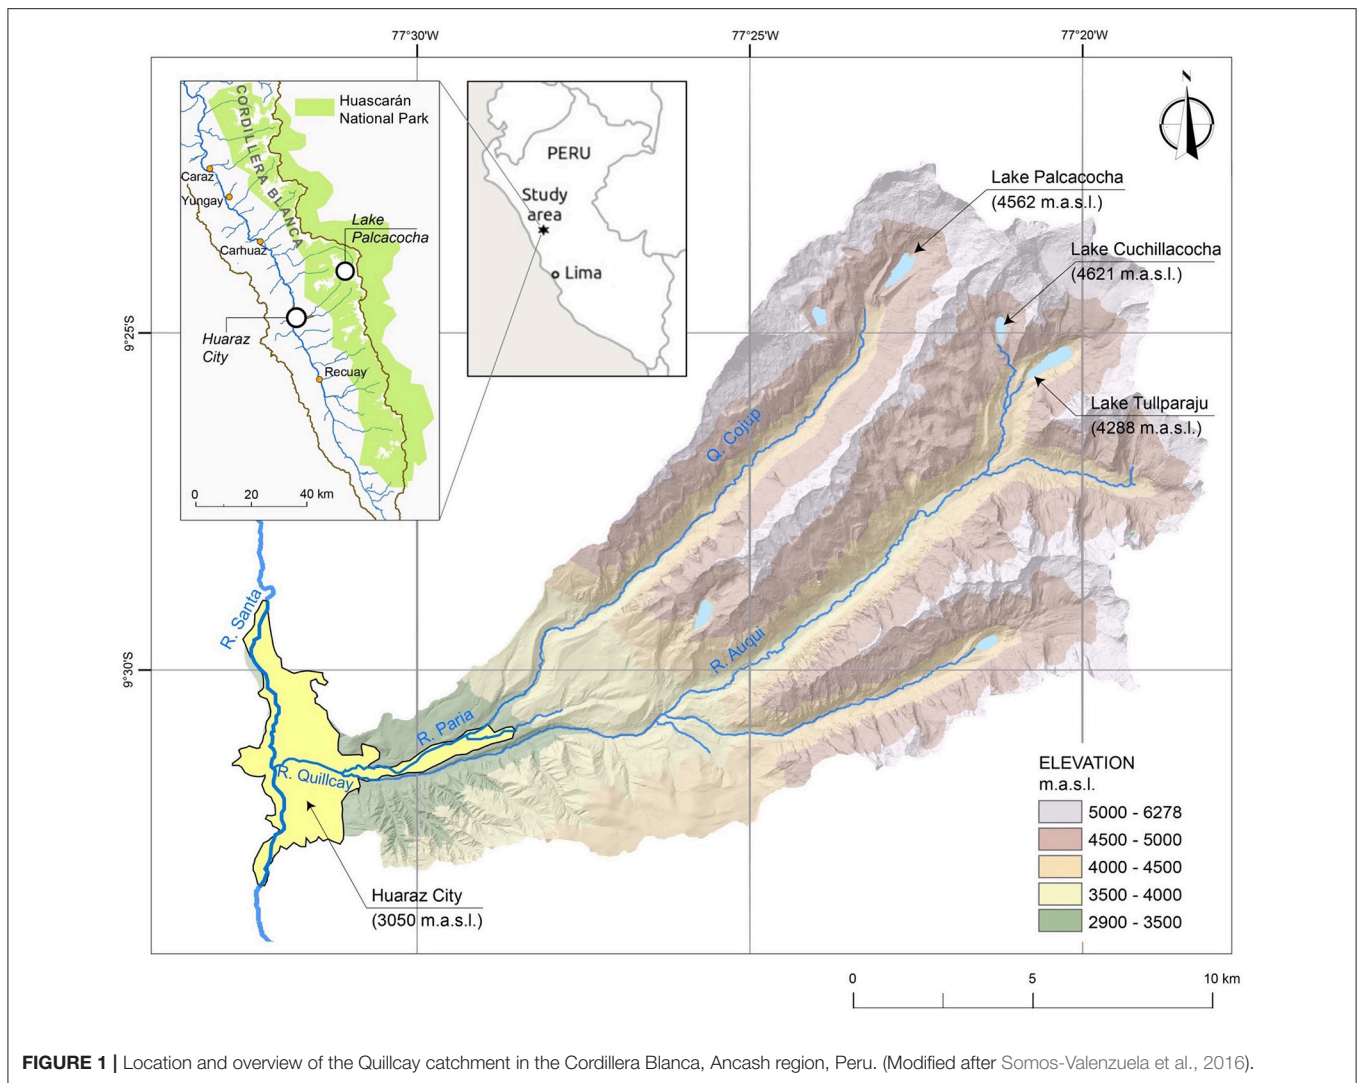 77°30'W
77°25'W
77°20'W
9°25'S
9°30'S
N
CORDILLERA BLANCA
Huascarán
National Park
Caraz
Yungay
Carhuaz
Lake
Palcacocha
Huaraz
City
Recuay
0 20 40 km
PERU
Study
area
Lima
Lake Palcacocha
(4562 m.a.s.l.)
Lake Cuchillacocha
(4621 m.a.s.l.)
Lake Tullparaju
(4288 m.a.s.l.)
Q. Cojup
R. Santa
R. Auqui
R. Paria
R. Quillcay
Huaraz City
(3050 m.a.s.l.)
ELEVATION
m.a.s.l.
5000 - 6278
4500 - 5000
4000 - 4500
3500 - 4000
2900 - 3500
0 5 10 km
FIGURE 1 | Location and overview of the Quillcay catchment in the Cordillera Blanca, Ancash region, Peru. (Modified after Somos-Valenzuela et al., 2016).